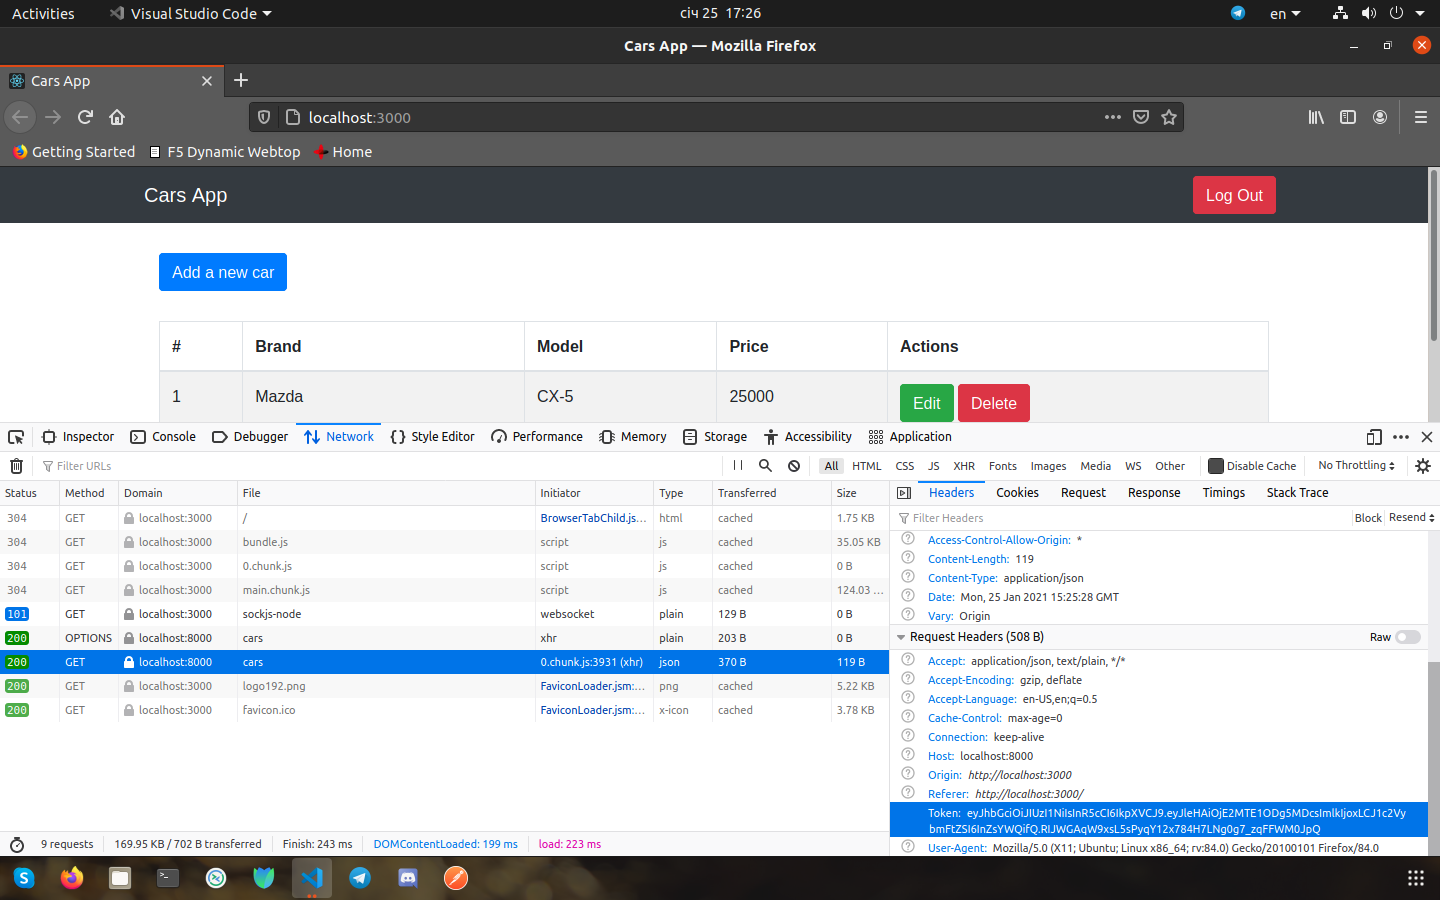 Activities Visual Studio Code січ 25 17:26 en
Cars App — Mozilla Firefox
Cars App
localhost:3000
Getting Started F5 Dynamic Webtop Home
Cars App Log Out
Add a new car
# Brand Model Price Actions
1 Mazda CX-5 25000 Edit Delete
Inspector Console Debugger Network Style Editor Performance Memory Storage Accessibility Application
Filter URLs All HTML CSS JS XHR Fonts Images Media WS Other Disable Cache No Throttling
Status Method Domain File Initiator Type Transferred Size
304 GET localhost:3000 / BrowserTabChild.js... html cached 1.75 KB
304 GET localhost:3000 bundle.js script js cached 35.05 KB
304 GET localhost:3000 0.chunk.js script js cached 0 B
304 GET localhost:3000 main.chunk.js script js cached 124.03 ...
101 GET localhost:3000 sockjs-node websocket plain 129 B 0 B
200 OPTIONS localhost:8000 cars xhr plain 203 B 0 B
200 GET localhost:8000 cars 0.chunk.js:3931 (xhr) json 370 B 119 B
200 GET localhost:3000 logo192.png FaviconLoader.jsm:... png cached 5.22 KB
200 GET localhost:3000 favicon.ico FaviconLoader.jsm:... x-icon cached 3.78 KB
9 requests 169.95 KB / 702 B transferred Finish: 243 ms DOMContentLoaded: 199 ms load: 223 ms
Headers Cookies Request Response Timings Stack Trace
Filter Headers Block Resend
Access-Control-Allow-Origin: *
Content-Length: 119
Content-Type: application/json
Date: Mon, 25 Jan 2021 15:25:28 GMT
Vary: Origin
Request Headers (508 B) Raw
Accept: application/json, text/plain, */*
Accept-Encoding: gzip, deflate
Accept-Language: en-US,en;q=0.5
Cache-Control: max-age=0
Connection: keep-alive
Host: localhost:8000
Origin: http://localhost:3000
Referer: http://localhost:3000/
Token: eyJhbGciOiJIUzI1NiIsInR5cCI6IkpXVCJ9.eyJleHAiOjE2MTE1ODg5MDcsImlkIjoxLCJ1c2Vy
bmFtZSI6InZsYWQifQ.RIJWGAqW9xsL5sPyqY12x784H7LNg0g7_zqFFWM0JpQ
User-Agent: Mozilla/5.0 (X11; Ubuntu; Linux x86_64; rv:84.0) Gecko/20100101 Firefox/84.0